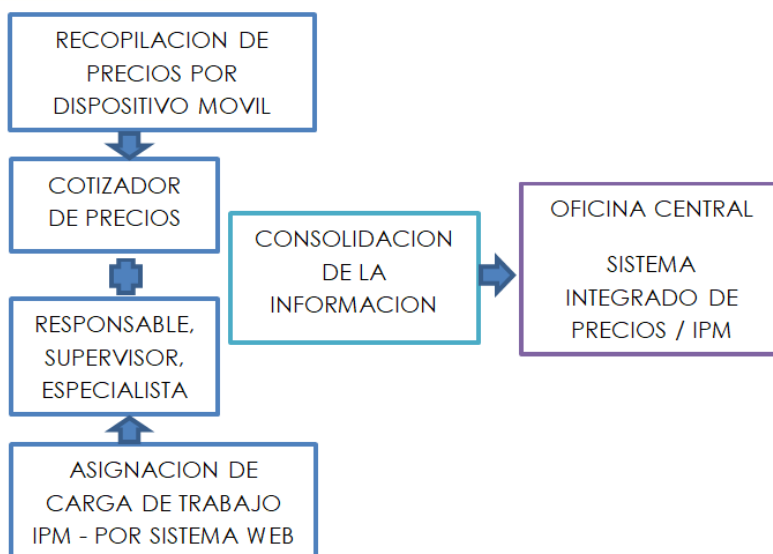 RECOPILACION DE
PRECIOS POR
DISPOSITIVO MOVIL
COTIZADOR
DE PRECIOS
RESPONSABLE,
SUPERVISOR,
ESPECIALISTA
ASIGNACION DE
CARGA DE TRABAJO
IPM - POR SISTEMA WEB
CONSOLIDACION
DE LA
INFORMACION
OFICINA CENTRAL
SISTEMA
INTEGRADO DE
PRECIOS / IPM